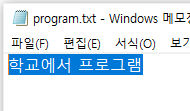 program.txt - Windows 메모장
파일(F) 편집(E) 서식(O) 보기
학교에서 프로그램